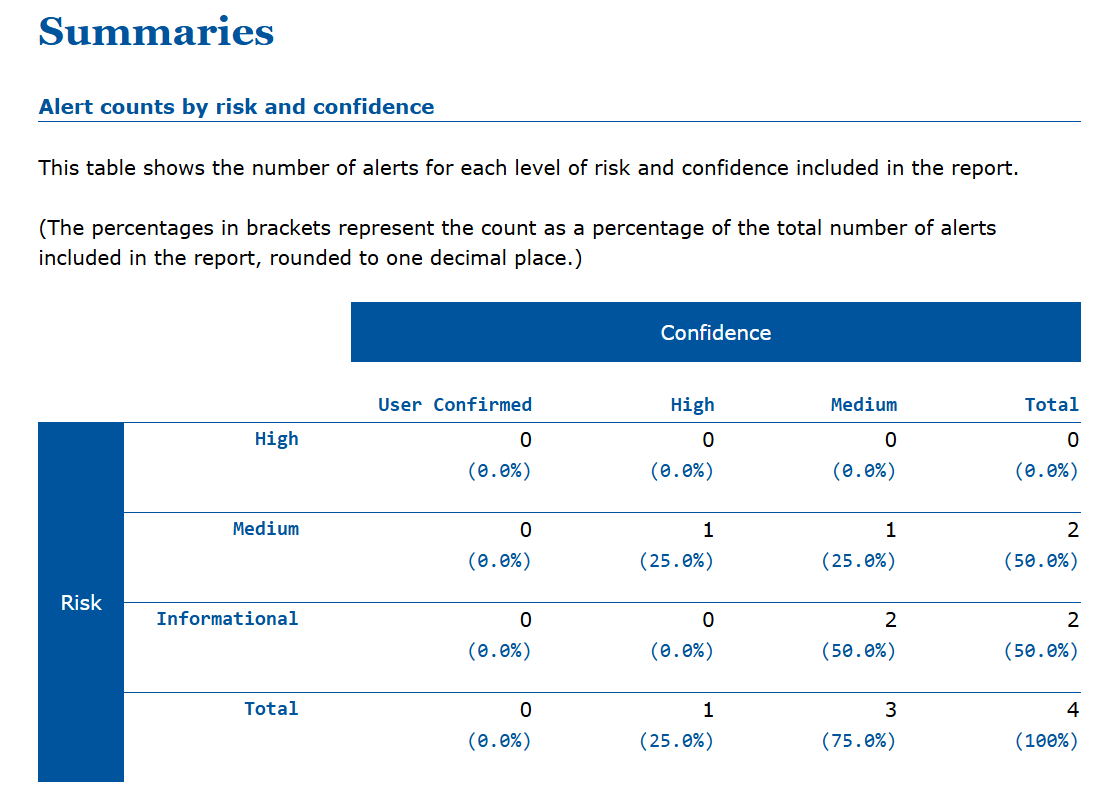 Summaries
Alert counts by risk and confidence
This table shows the number of alerts for each level of risk and confidence included in the report.
(The percentages in brackets represent the count as a percentage of the total number of alerts
included in the report, rounded to one decimal place.)
Confidence
User Confirmed High Medium Total
High 0 0 0 0
(0.0%) (0.0%) (0.0%) (0.0%)
Medium 0 1 1 2
(0.0%) (25.0%) (25.0%) (50.0%)
Risk
Informational 0 0 2 2
(0.0%) (0.0%) (50.0%) (50.0%)
Total 0 1 3 4
(0.0%) (25.0%) (75.0%) (100%)